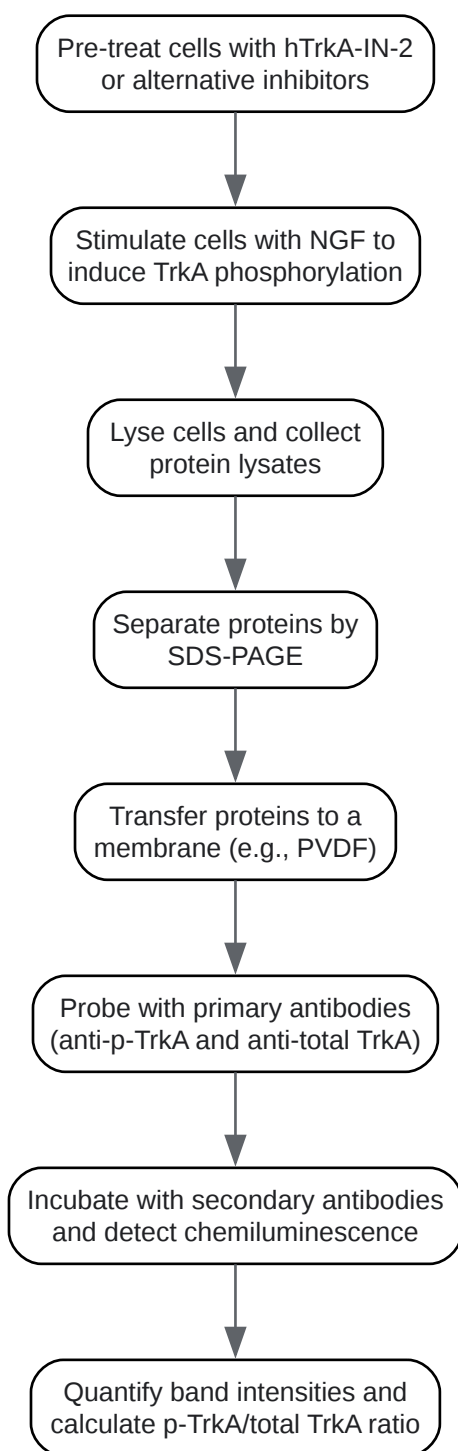 Pre-treat cells with hTrkA-IN-2
or alternative inhibitors
Stimulate cells with NGF to
induce TrkA phosphorylation
Lyse cells and collect
protein lysates
Separate proteins by
SDS-PAGE
Transfer proteins to a
membrane (e.g., PVDF)
Probe with primary antibodies
(anti-p-TrkA and anti-total TrkA)
Incubate with secondary antibodies
and detect chemiluminescence
Quantify band intensities and
calculate p-TrkA/total TrkA ratio